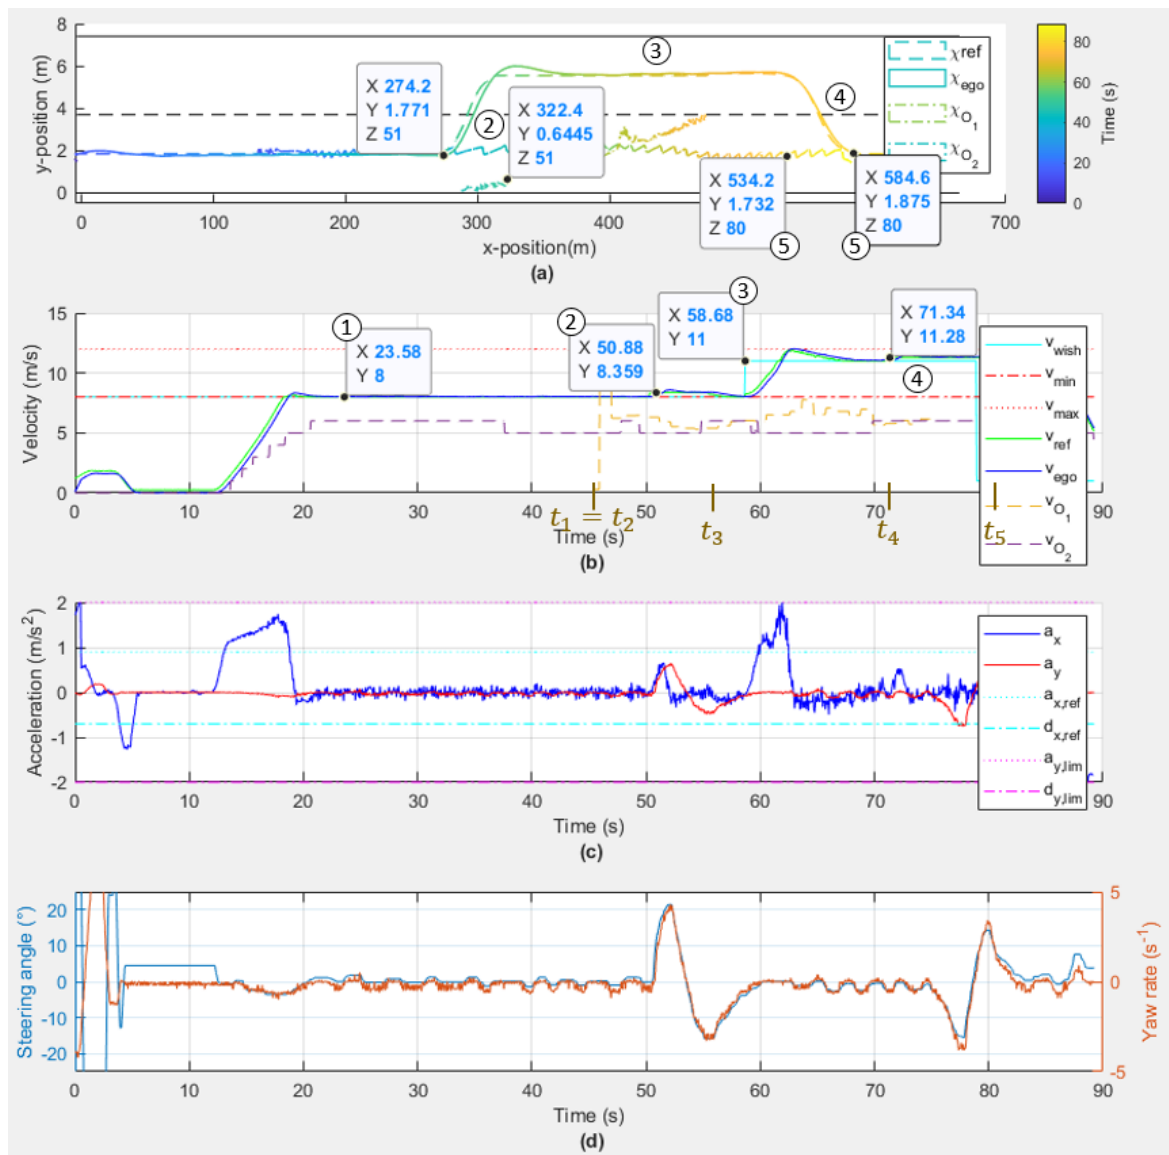 8
6
4
2
0
y-position (m)
0
100
200
300
400
700
x-position(m)
(a)
X 274.2
Y 1.771
Z 51
②
X 322.4
Y 0.6445
Z 51
③
④
X 534.2
Y 1.732
Z 80
⑤
X 584.6
Y 1.875
Z 80
⑤
χref
χego
χO1
χO2
80
60
40
20
0
Time (s)
15
10
5
0
Velocity (m/s)
①
X 23.58
Y 8
②
X 50.88
Y 8.359
③
X 58.68
Y 11
X 71.34
Y 11.28
④
vwish
vmin
vmax
vref
vego
vO1
vO2
0
10
20
30
40
50
60
70
90
t1 = t2
t3
t4
t5
Time (s)
(b)
2
1
0
-1
-2
Acceleration (m/s2)
ax
ay
ax,ref
dx,ref
ay,lim
dy,lim
0
10
20
30
40
50
60
70
90
Time (s)
(c)
20
10
0
-10
-20
Steering angle (°)
5
0
-5
Yaw rate (s-1)
0
10
20
30
40
50
60
70
80
90
Time (s)
(d)